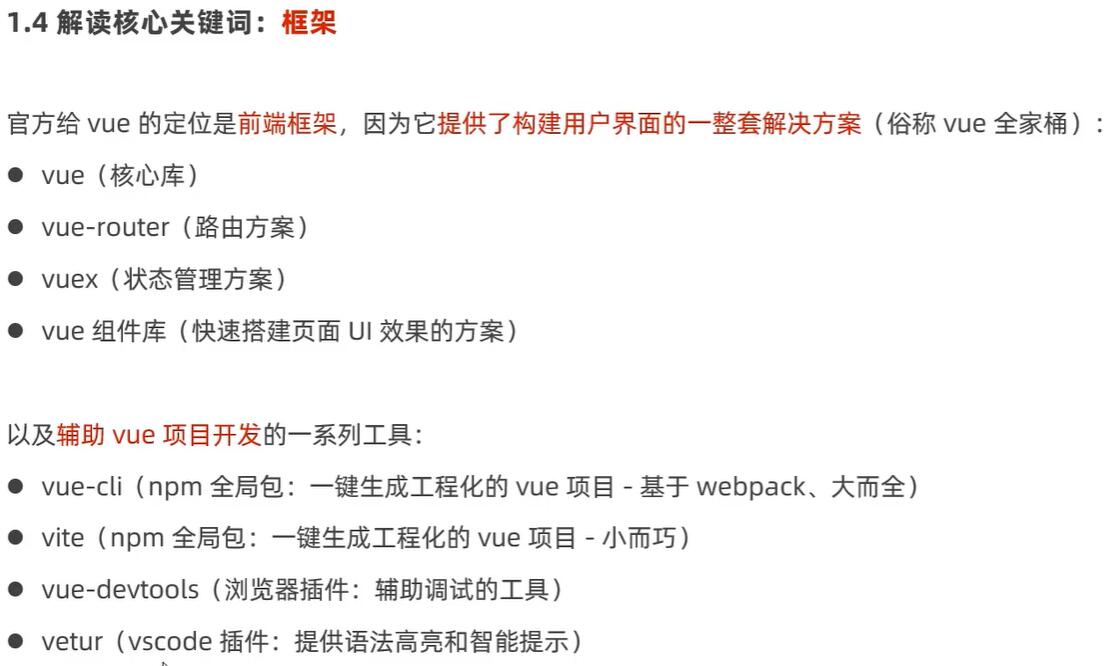 1.4 解读核心关键词：框架
官方给 vue 的定位是前端框架，因为它提供了构建用户界面的一整套解决方案（俗称 vue 全家桶）：
● vue（核心库）
● vue-router（路由方案）
● vuex（状态管理方案）
● vue 组件库（快速搭建页面 UI 效果的方案）
以及辅助 vue 项目开发的一系列工具：
● vue-cli（npm 全局包：一键生成工程化的 vue 项目 - 基于 webpack、大而全）
● vite（npm 全局包：一键生成工程化的 vue 项目 - 小而巧）
● vue-devtools（浏览器插件：辅助调试的工具）
● vetur（vscode 插件：提供语法高亮和智能提示）